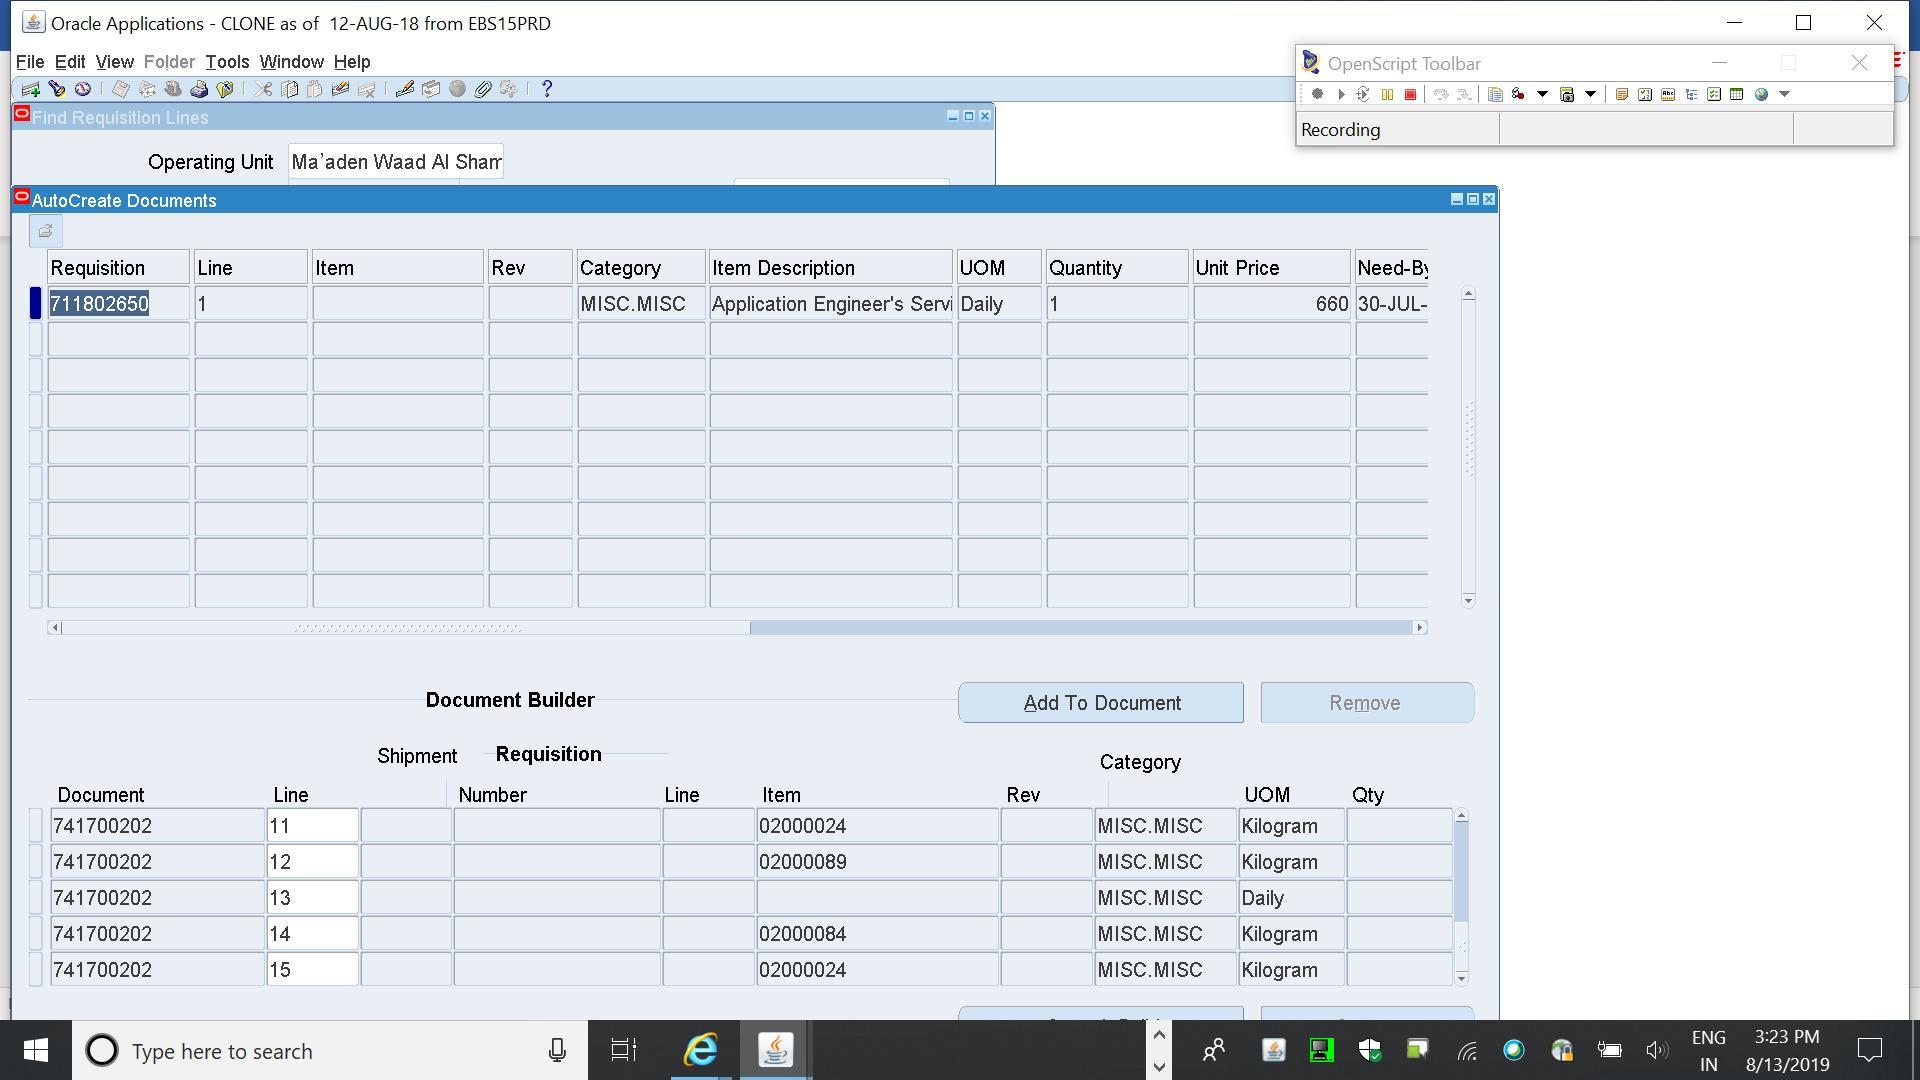 Oracle Applications - CLONE as of 12-AUG-18 from EBS15PRD
File Edit View Folder Tools Window Help
OpenScript Toolbar
Recording
Find Requisition Lines
Operating Unit Ma'aden Waad Al Sham
AutoCreate Documents
Requisition Line Item Rev Category Item Description UOM Quantity Unit Price Need-By
711802650 1 MISC.MISC Application Engineer's Servi Daily 1 660 30-JUL-
Document Builder Add To Document Remove
Shipment Requisition Category
Document Line Number Line Item Rev UOM Qty
741700202 11 02000024 MISC.MISC Kilogram
741700202 12 02000089 MISC.MISC Kilogram
741700202 13 MISC.MISC Daily
741700202 14 02000084 MISC.MISC Kilogram
741700202 15 02000024 MISC.MISC Kilogram
Type here to search
ENG
IN
3:23 PM
8/13/2019